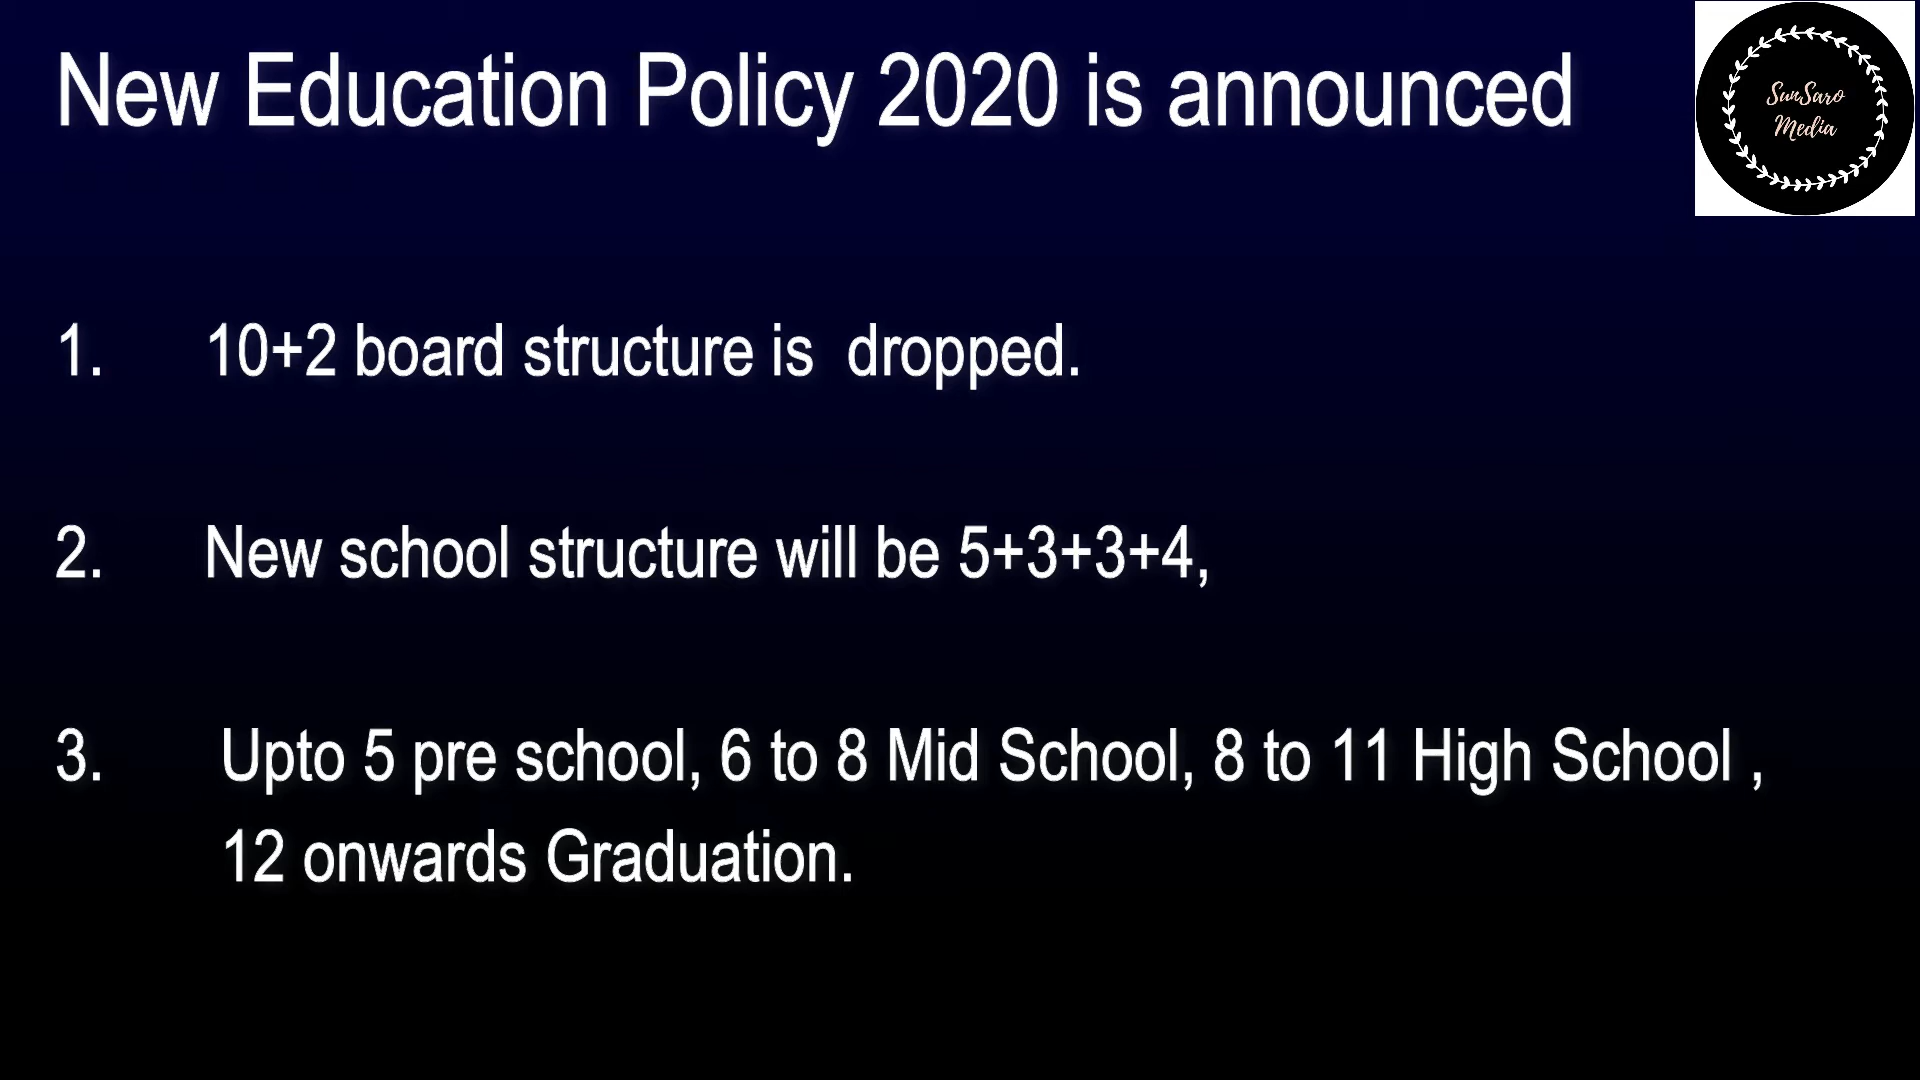 New Education Policy 2020 is announced
SunSaro
Media
1. 10+2 board structure is  dropped.
2. New school structure will be 5+3+3+4,
3. Upto 5 pre school, 6 to 8 Mid School, 8 to 11 High School ,
12 onwards Graduation.